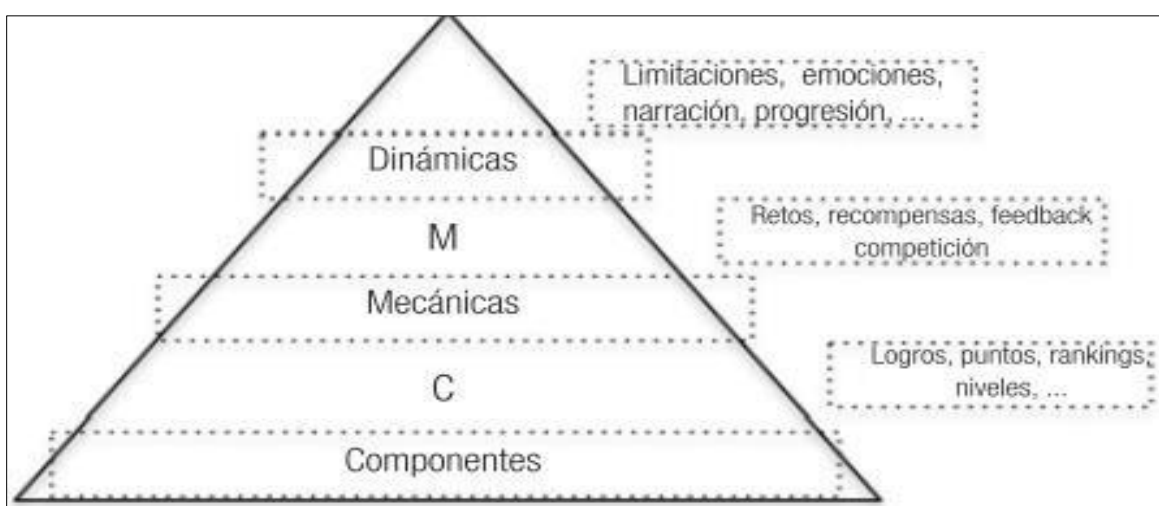 Limitaciones, emociones,
narración, progresión, ...
Dinámicas
Retos, recompensas, feedback
competición
M
Mecánicas
Logros, puntos, rankings,
niveles, ...
C
Componentes